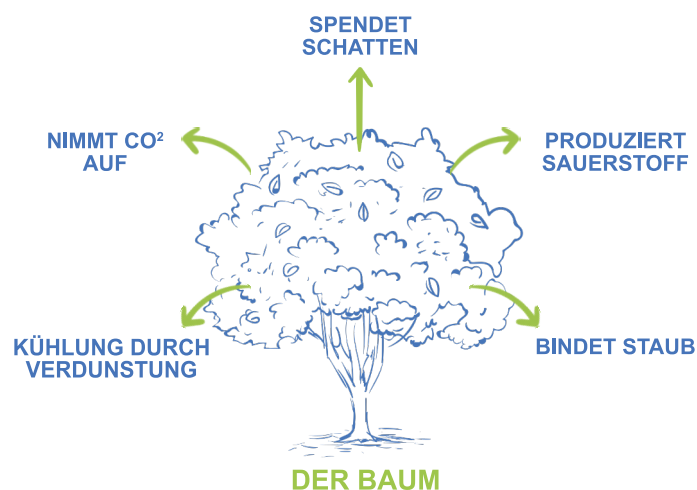 SPENDET
SCHATTEN
NIMMT CO²
AUF
PRODUZIERT
SAUERSTOFF
KÜHLUNG DURCH
VERDUNSTUNG
BINDET STAUB
DER BAUM